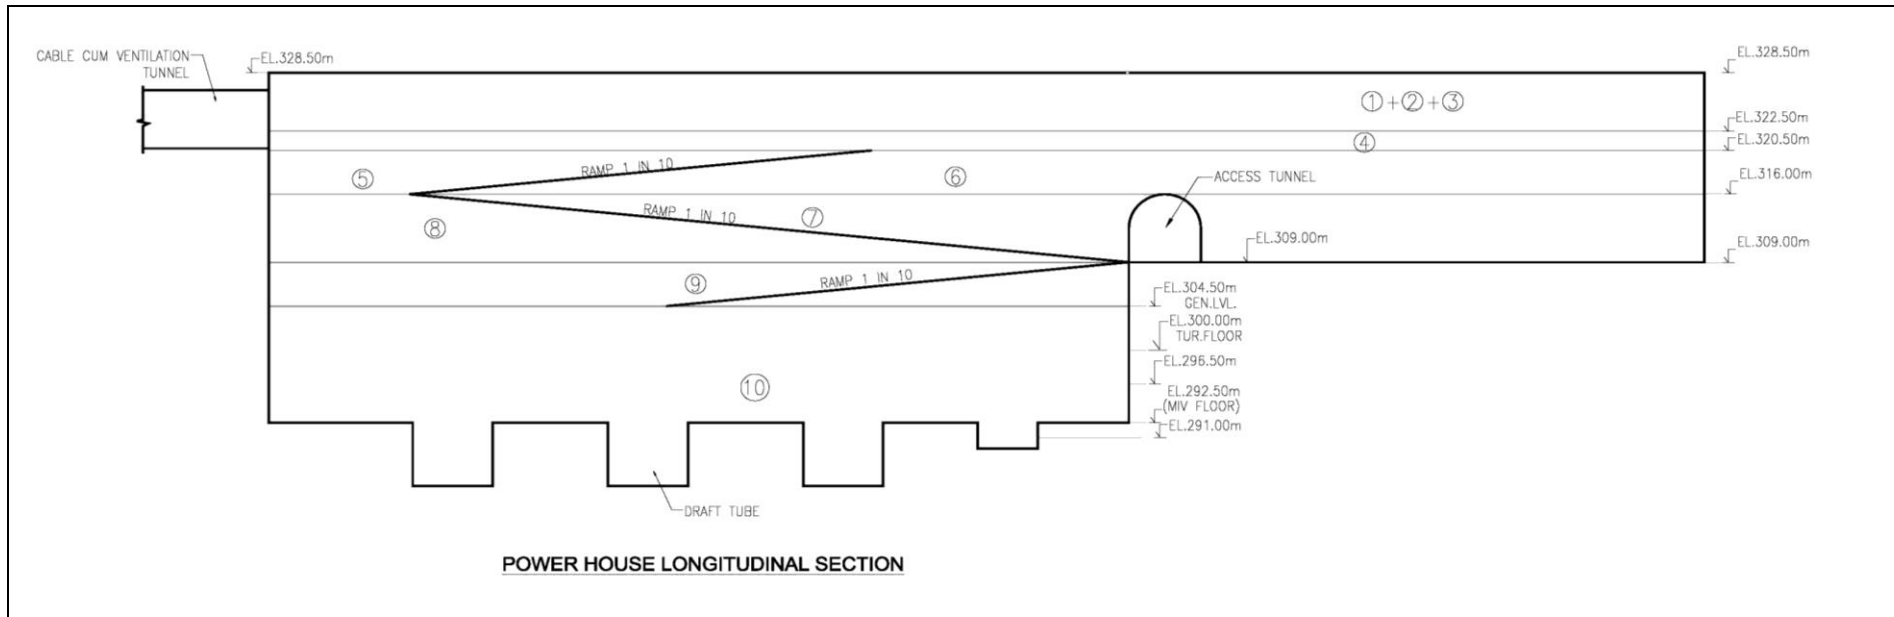 CABLE CUM VENTILATION
TUNNEL
EL.328.50m
EL.328.50m
①+②+③
EL.322.50m
④
EL.320.50m
RAMP 1 IN 10
⑤
⑥
ACCESS TUNNEL
EL.316.00m
RAMP 1 IN 10
⑦
⑧
EL.309.00m
EL.309.00m
RAMP 1 IN 10
⑨
EL.304.50m
GEN.LVL.
EL.300.00m
TUR.FLOOR
EL.296.50m
⑩
EL.292.50m
(MIV FLOOR)
EL.291.00m
DRAFT TUBE
POWER HOUSE LONGITUDINAL SECTION